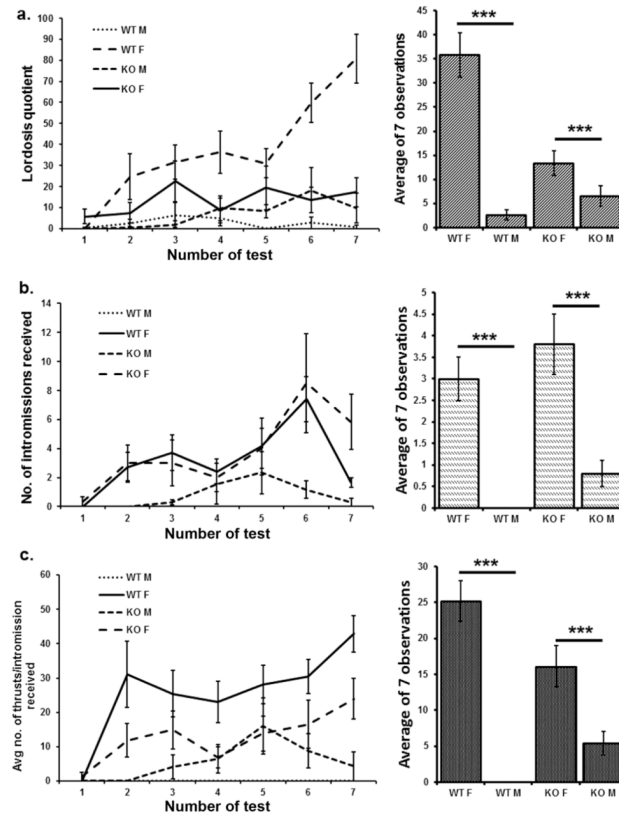 a.
100
90
80
70
60
50
40
30
20
10
0
Lordosis quotient
WT M
WT F
KO M
KO F
1 2 3 4 5 6 7
Number of test
45
40
35
30
25
20
15
10
5
0
Average of 7 observations
***
***
WT F WT M KO F KO M
b.
14
12
10
8
6
4
2
0
No. of intromissions received
WT M
WT F
KO M
KO F
1 2 3 4 5 6 7
Number of test
5
4.5
4
3.5
3
2.5
2
1.5
1
0.5
0
Average of 7 observations
***
***
WT F WT M KO F KO M
c.
60
50
40
30
20
10
0
Avg no. of thrusts/intromission
received
WT M
WT F
KO M
KO F
1 2 3 4 5 6 7
Number of test
30
25
20
15
10
5
0
Average of 7 observations
***
***
WT F WT M KO F KO M